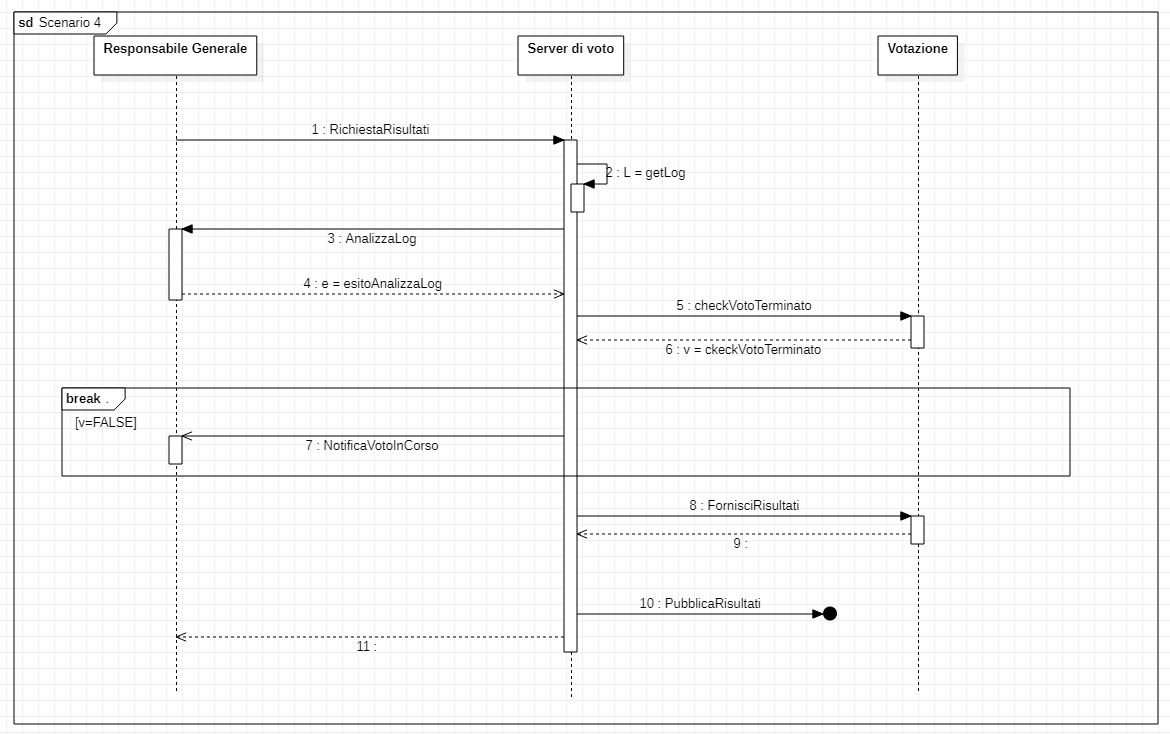 sd Scenario 4
Responsabile Generale
Server di voto
Votazione
1 : RichiestaRisultati
2 : L = getLog
3 : AnalizzaLog
4 : e = esitoAnalizzaLog
5 : checkVotoTerminato
6 : v = ckeckVotoTerminato
break .
[v=FALSE]
7 : NotificaVotoInCorso
8 : FornisciRisultati
9 :
10 : PubblicaRisultati
11 :